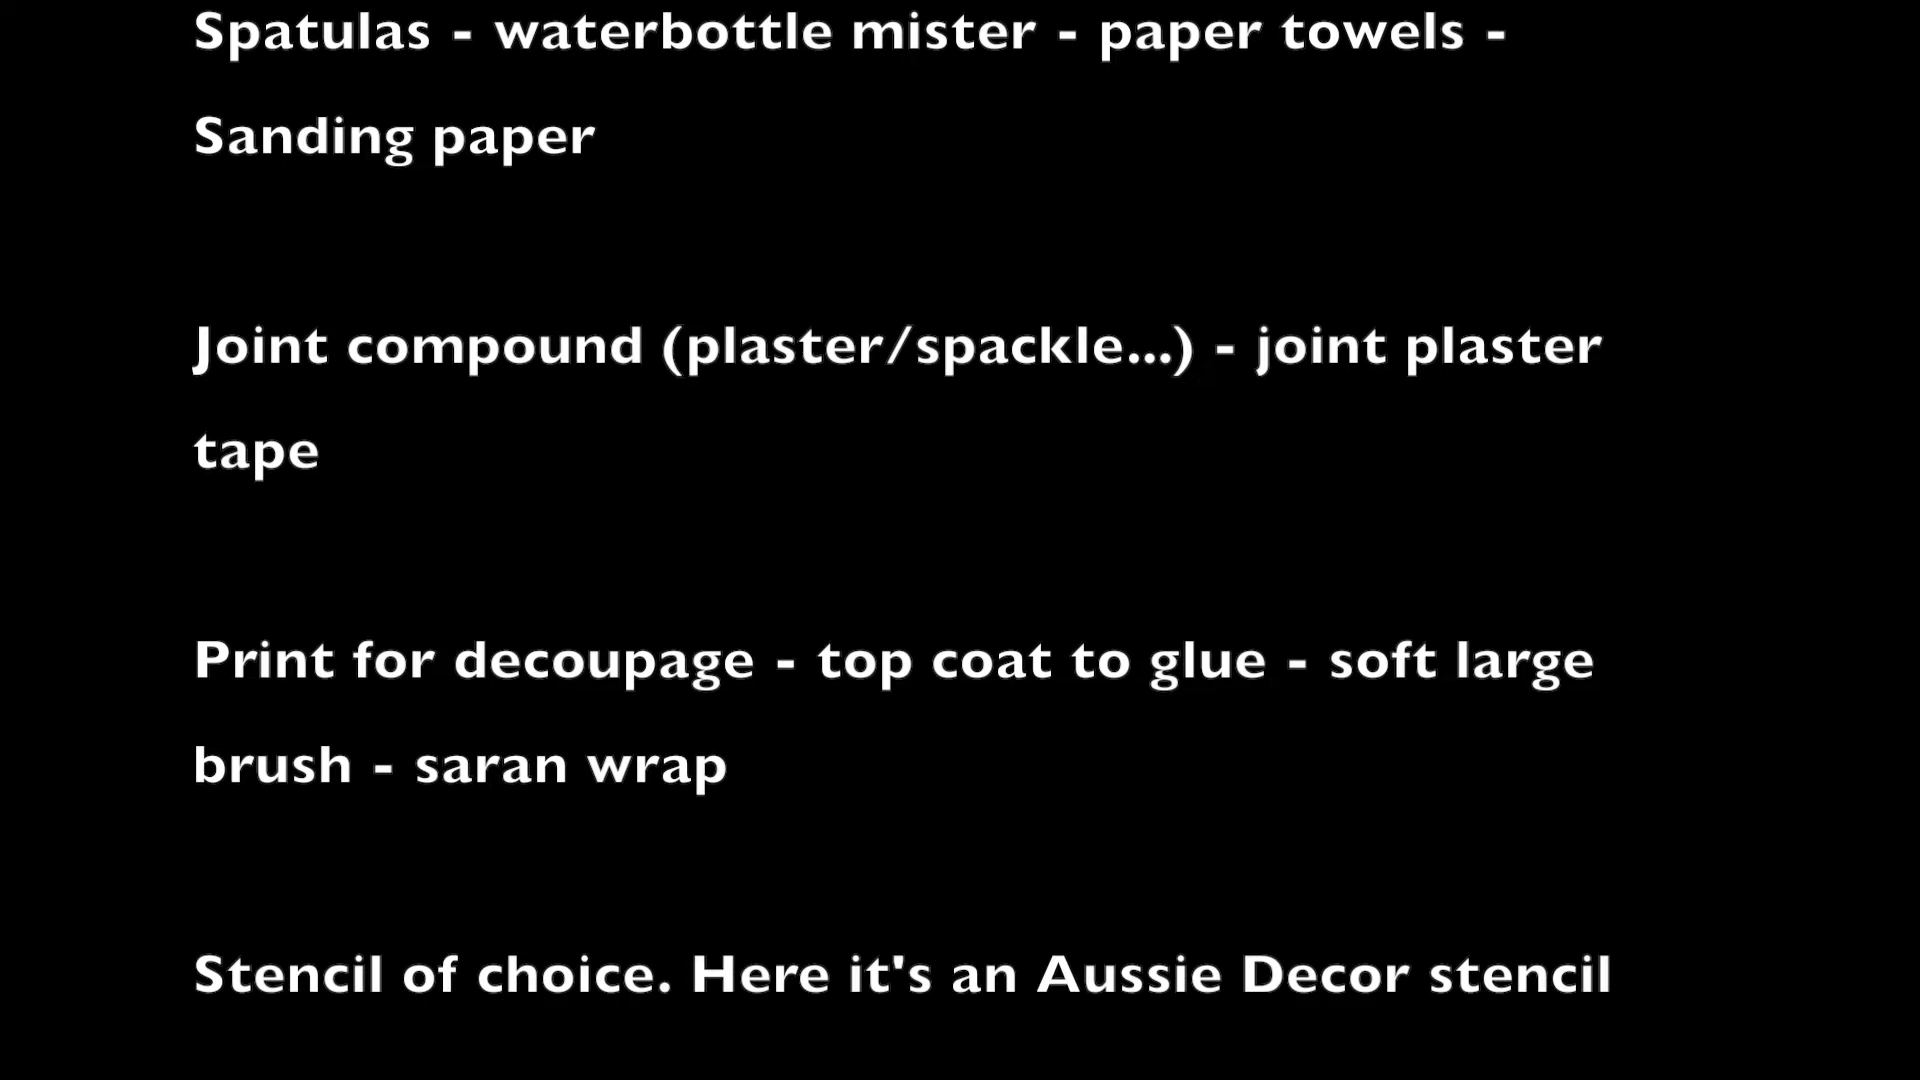 Spatulas - waterbottle mister - paper towels -
Sanding paper
Joint compound (plaster/spackle...) - joint plaster
tape
Print for decoupage - top coat to glue - soft large
brush - saran wrap
Stencil of choice. Here it's an Aussie Decor stencil